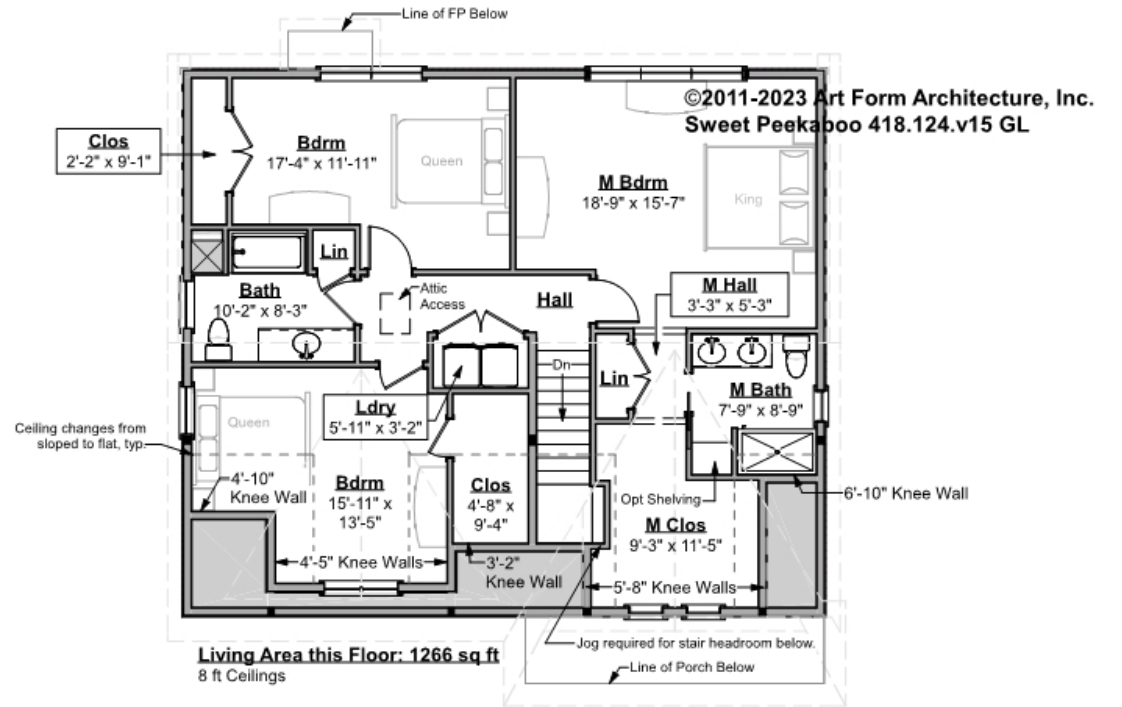 Line of FP Below
©2011-2023 Art Form Architecture, Inc.
Sweet Peekaboo 418.124.v15 GL
Clos
2'-2" x 9'-1"
Bdrm
17'-4" x 11'-11"
Queen
M Bdrm
18'-9" x 15'-7"
King
Lin
Bath
10'-2" x 8'-3"
Attic
Access
Hall
M Hall
3'-3" x 5'-3"
Dn
Lin
M Bath
7'-9" x 8'-9"
Ldry
5'-11" x 3'-2"
Queen
Ceiling changes from
sloped to flat, typ.
4'-10"
Knee Wall
Bdrm
15'-11" x
13'-5"
Clos
4'-8" x
9'-4"
Opt Shelving
6'-10" Knee Wall
M Clos
9'-3" x 11'-5"
4'-5" Knee Walls
3'-2"
Knee Wall
5'-8" Knee Walls
Jog required for stair headroom below.
Line of Porch Below
Living Area this Floor: 1266 sq ft
8 ft Ceilings